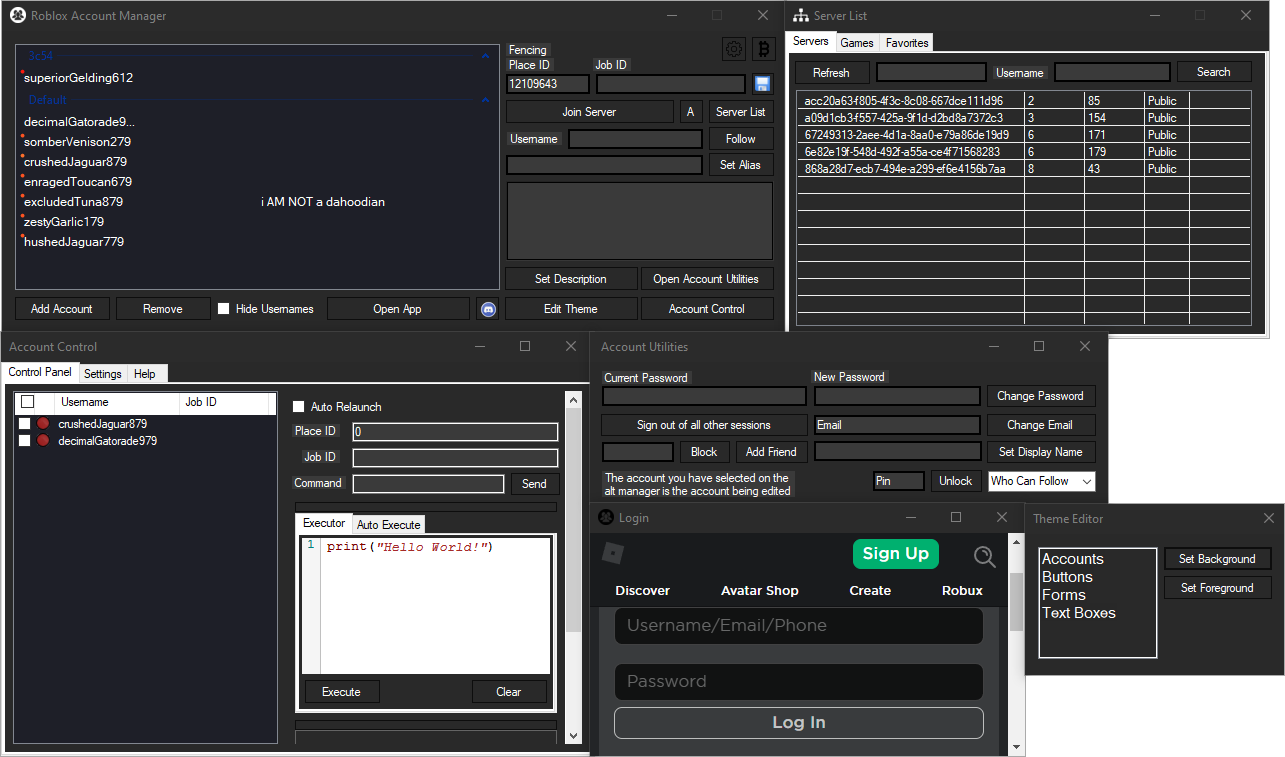 Roblox Account Manager
3c54
superiorGelding612
Default
decimalGatorade9...
somberVenison279
crushedJaguar879
enragedToucan679
excludedTuna879 i AM NOT a dahoodian
zestyGarlic179
hushedJaguar779
Add Account Remove Hide Usernames Open App
Fencing
Place ID Job ID
12109643
Join Server A Server List
Username Follow
Set Alias
Set Description Open Account Utilities
Edit Theme Account Control
Server List
Servers Games Favorites
Refresh Username Search
acc20a63-f805-4f3c-8c08-667dce111d96 2 85 Public
a09d1cb3-f557-425a-9f1d-d2bd8a7372c3 3 154 Public
67249313-2aee-4d1a-8aa0-e79a86de19d9 6 171 Public
6e82e19f-548d-492f-a55a-ce4f71568283 6 179 Public
868a28d7-ecb7-494e-a299-ef6e4156b7aa 8 43 Public
Account Control
Control Panel Settings Help
Username Job ID
crushedJaguar879
decimalGatorade979
Auto Relaunch
Place ID 0
Job ID
Command Send
Executor Auto Execute
1 print("Hello World!")
Execute Clear
Account Utilities
Current Password New Password
Change Password
Sign out of all other sessions Email Change Email
Block Add Friend Set Display Name
The account you have selected on the
alt manager is the account being edited
Pin Unlock Who Can Follow
Login
Sign Up
Discover Avatar Shop Create Robux
Username/Email/Phone
Password
Log In
Theme Editor
Accounts
Buttons
Forms
Text Boxes
Set Background
Set Foreground